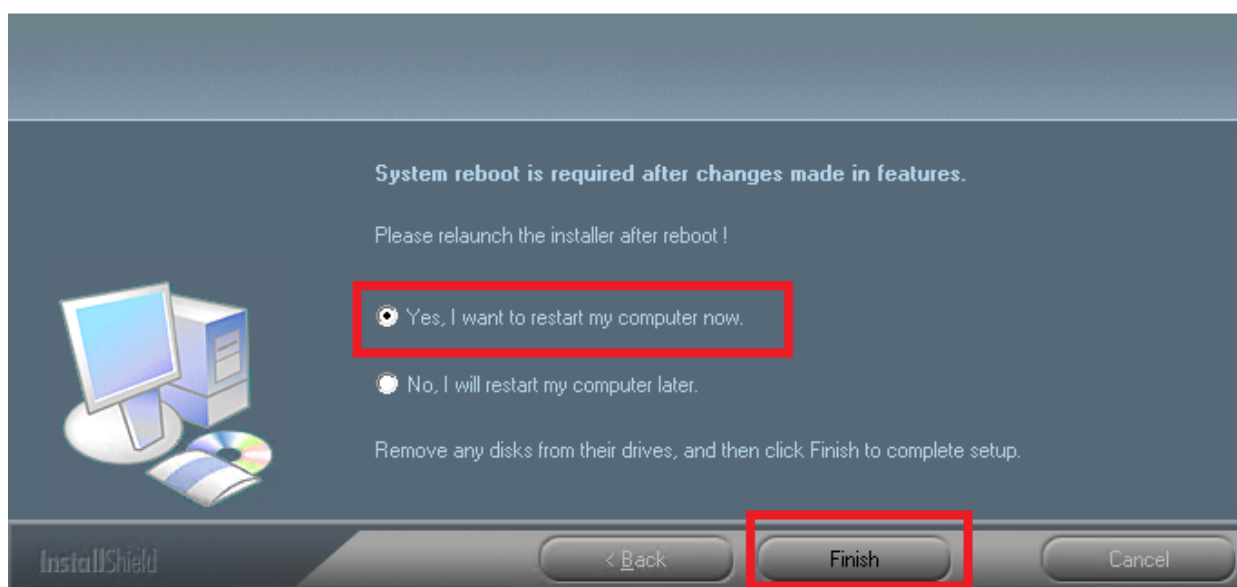 System reboot is required after changes made in features.
Please relaunch the installer after reboot !
Yes, I want to restart my computer now.
No, I will restart my computer later.
Remove any disks from their drives, and then click Finish to complete setup.
InstallShield
< Back
Finish
Cancel